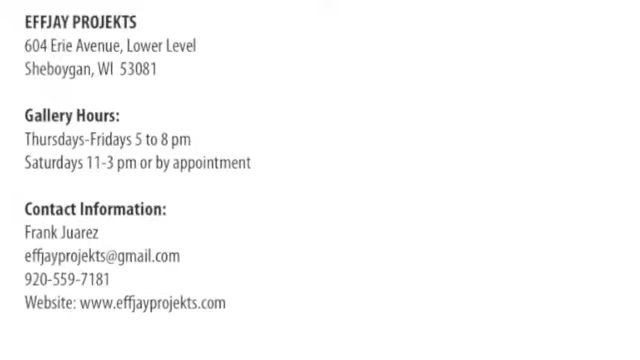 EFFJAY PROJEKTS
604 Erie Avenue, Lower Level
Sheboygan, WI  53081
Gallery Hours:
Thursdays-Fridays 5 to 8 pm
Saturdays 11-3 pm or by appointment
Contact Information:
Frank Juarez
effjayprojekts@gmail.com
920-559-7181
Website: www.effjayprojekts.com